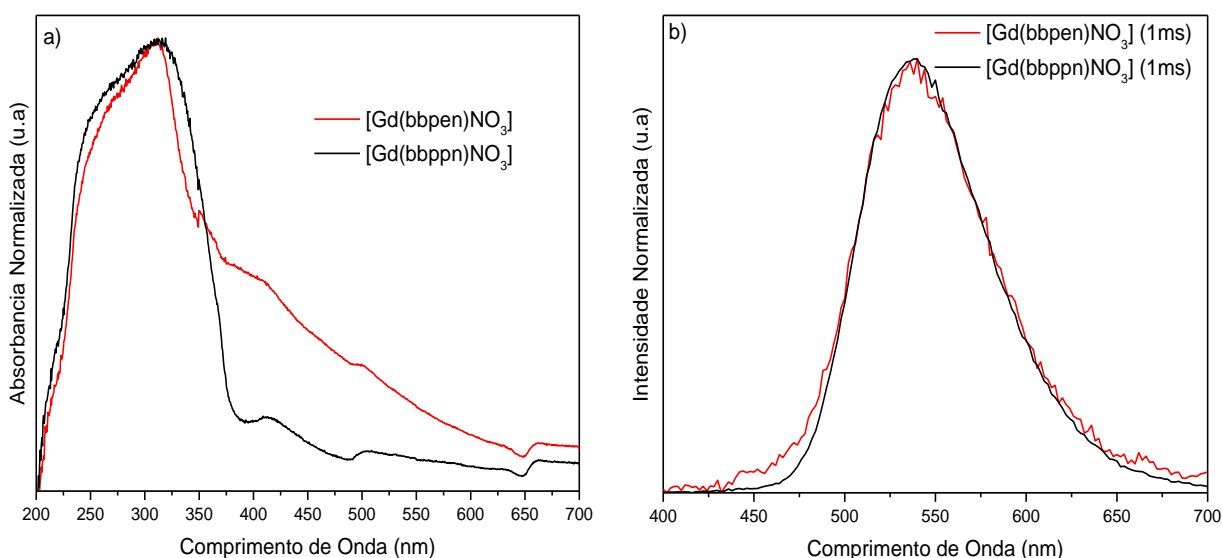 a)
[Gd(bbpen)NO3]
[Gd(bbppn)NO3]
Absorbancia Normalizada (u.a)
200 250 300 350 400 450 500 550 600 650 700
Comprimento de Onda (nm)
b)
[Gd(bbpen)NO3] (1ms)
[Gd(bbppn)NO3] (1ms)
Intensidade Normalizada (u.a)
400 450 500 550 600 650 700
Comprimento de Onda (nm)